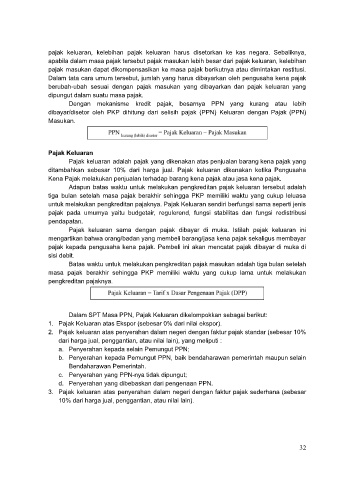 pajak keluaran, kelebihan pajak keluaran harus disetorkan ke kas negara. Sebaliknya,
apabila dalam masa pajak tersebut pajak masukan lebih besar dari pajak keluaran, kelebihan
pajak masukan dapat dikompensasikan ke masa pajak berikutnya atau dimintakan restitusi.
Dalam tata cara umum tersebut, jumlah yang harus dibayarkan oleh pengusaha kena pajak
berubah-ubah sesuai dengan pajak masukan yang dibayarkan dan pajak keluaran yang
dipungut dalam suatu masa pajak.
Dengan mekanisme kredit pajak, besarnya PPN yang kurang atau lebih
dibayar/disetor oleh PKP dihitung dari selisih pajak (PPN) Keluaran dengan Pajak (PPN)
Masukan.
PPN kurang/lebih disetor = Pajak Keluaran – Pajak Masukan
Pajak Keluaran
Pajak keluaran adalah pajak yang dikenakan atas penjualan barang kena pajak yang
ditambahkan sebesar 10% dari harga jual. Pajak keluaran dikenakan ketika Pengusaha
Kena Pajak melakukan penjualan terhadap barang kena pajak atau jasa kena pajak.
Adapun batas waktu untuk melakukan pengkreditan pajak keluaran tersebut adalah
tiga bulan setelah masa pajak berakhir sehingga PKP memiliki waktu yang cukup leluasa
untuk melakukan pengkreditan pajaknya. Pajak Keluaran sendiri berfungsi sama seperti jenis
pajak pada umumnya yaitu budgetair, regulorend, fungsi stabilitas dan fungsi redistribusi
pendapatan.
Pajak keluaran sama dengan pajak dibayar di muka. Istilah pajak keluaran ini
mengartikan bahwa orang/badan yang membeli barang/jasa kena pajak sekaligus membayar
pajak kepada pengusaha kena pajak. Pembeli ini akan mencatat pajak dibayar di muka di
sisi debit.
Batas waktu untuk melakukan pengkreditan pajak masukan adalah tiga bulan setelah
masa pajak berakhir sehingga PKP memiliki waktu yang cukup lama untuk melakukan
pengkreditan pajaknya.
Pajak Keluaran = Tarif x Dasar Pengenaan Pajak (DPP)
Dalam SPT Masa PPN, Pajak Keluaran dikelompokkan sebagai berikut:
1. Pajak Keluaran atas Ekspor (sebesar 0% dari nilai ekspor).
2. Pajak keluaran atas penyerahan dalam negeri dengan faktur pajak standar (sebesar 10%
dari harga jual, penggantian, atau nilai lain), yang meliputi :
a. Penyerahan kepada selain Pemungut PPN;
b. Penyerahan kepada Pemungut PPN, baik bendaharawan pemerintah maupun selain
Bendaharawan Pemerintah.
c. Penyerahan yang PPN-nya tidak dipungut;
d. Penyerahan yang dibebaskan dari pengenaan PPN.
3. Pajak keluaran atas penyerahan dalam negeri dengan faktur pajak sederhana (sebesar
10% dari harga jual, penggantian, atau nilai lain).
32